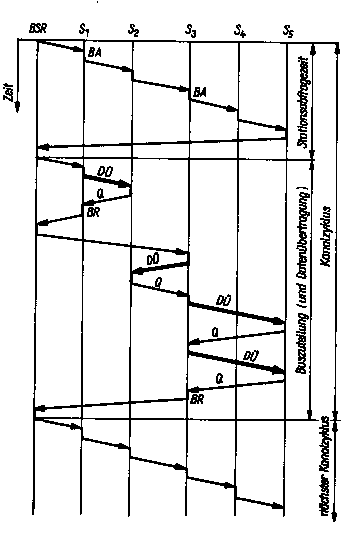 BSR S₁ S₂ S₃ S₄ S₅
BA
BA
Zeit
Stationsabfragezeit
DÜ
Q
BR
DÜ
Q
DÜ
Q
DÜ
Q
BR
Buszuteilung (und Datenübertragung)
Kanalzyklus
nächster Kanalzyklus